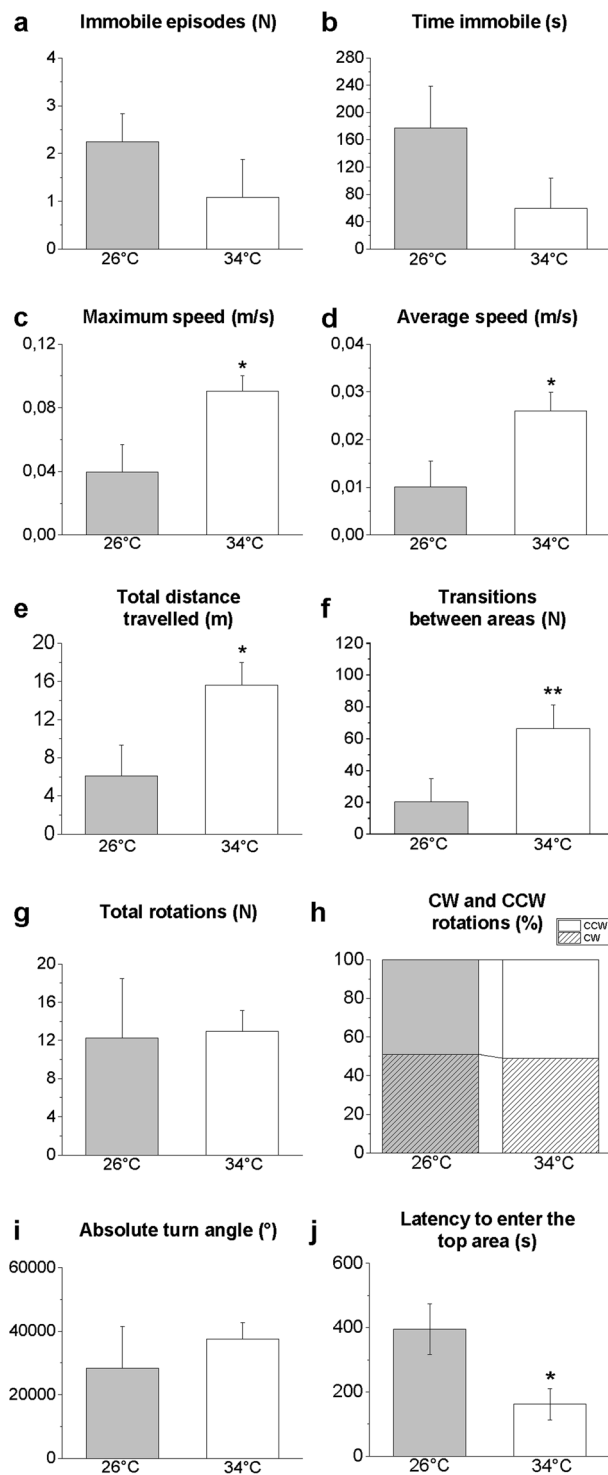 a Immobile episodes (N)
4
3
2
1
0
26°C 34°C
b Time immobile (s)
280
240
200
160
120
80
40
0
26°C 34°C
c Maximum speed (m/s)
0,12
0,08
0,04
0,00
*
26°C 34°C
d Average speed (m/s)
0,04
0,03
0,02
0,01
0,00
*
26°C 34°C
e Total distance
travelled (m)
20
16
12
8
4
0
*
26°C 34°C
f Transitions
between areas (N)
120
100
80
60
40
20
0
**
26°C 34°C
g Total rotations (N)
20
16
12
8
4
0
26°C 34°C
h CW and CCW
rotations (%)
CCW
CW
100
80
60
40
20
0
26°C 34°C
i Absolute turn angle (°)
60000
40000
20000
0
26°C 34°C
j Latency to enter the
top area (s)
600
400
200
0
*
26°C 34°C